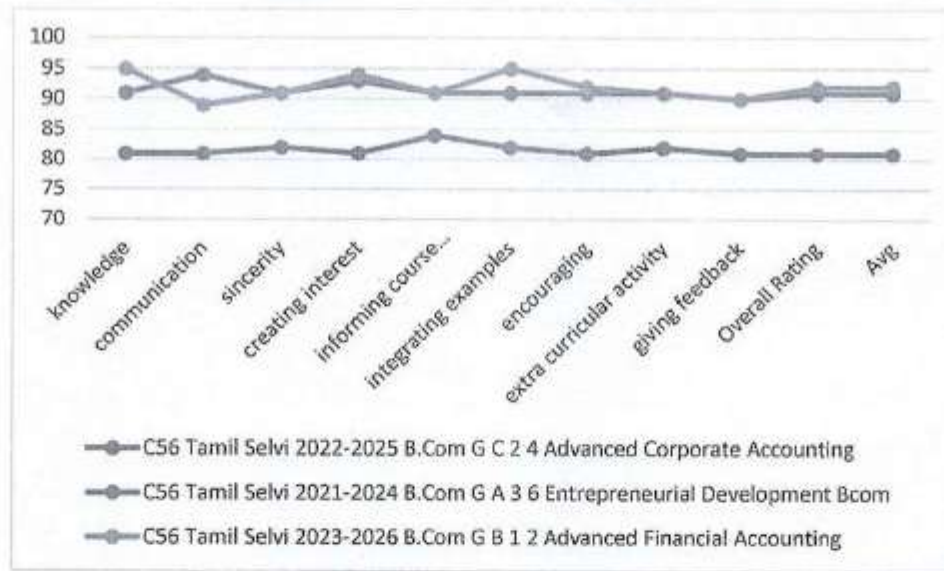 100
95
90
85
80
75
70
knowledge
communication
sincerity
creating interest
informing course...
integrating examples
encouraging
extra curricular activity
giving feedback
Overall Rating
Avg
C56 Tamil Selvi 2022-2025 B.Com G C 2 4 Advanced Corporate Accounting
C56 Tamil Selvi 2021-2024 B.Com G A 3 6 Entrepreneurial Development Bcom
C56 Tamil Selvi 2023-2026 B.Com G B 1 2 Advanced Financial Accounting